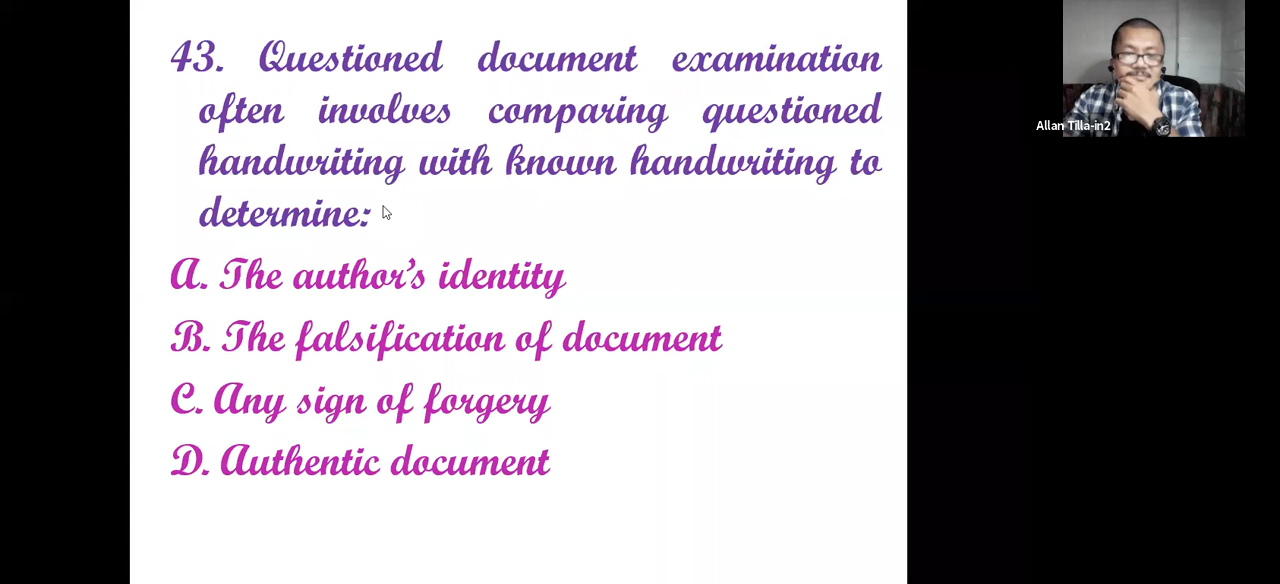 43. Questioned document examination
often involves comparing questioned
handwriting with known handwriting to
determine:
A. The author's identity
B. The falsification of document
C. Any sign of forgery
D. Authentic document
Allan Tilla-in2